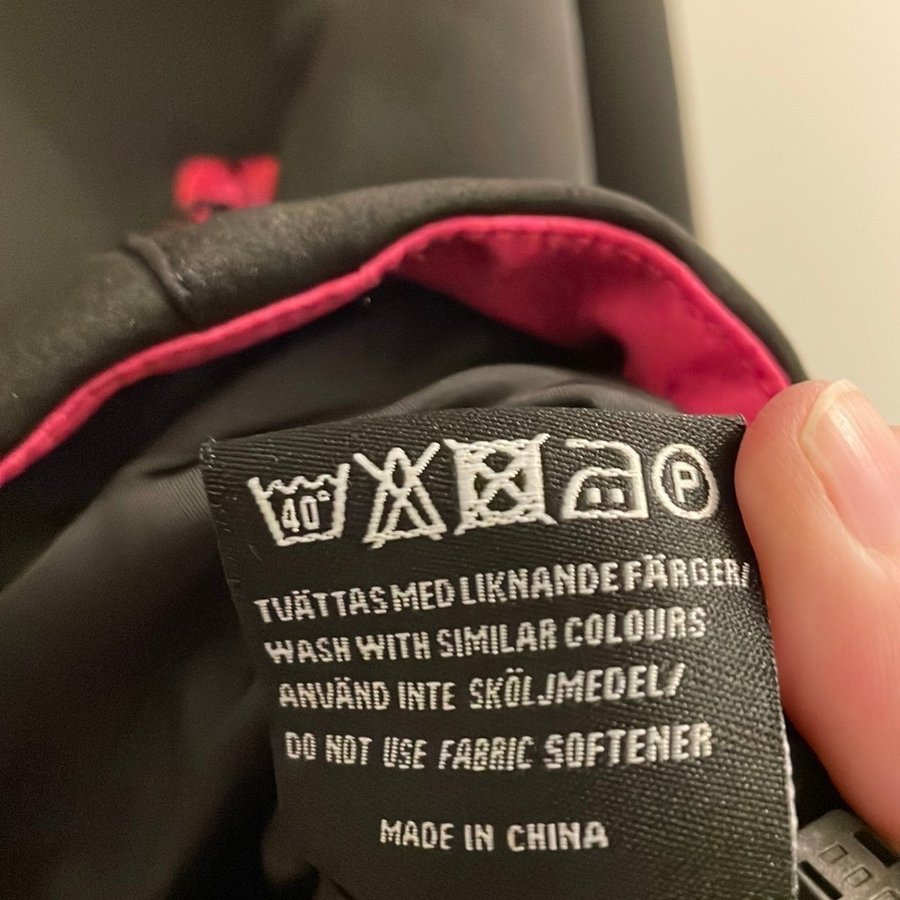 40°
P
TVÄTTAS MED LIKNANDE FÄRGER/
WASH WITH SIMILAR COLOURS
ANVÄND INTE SKÖLJMEDEL/
DO NOT USE FABRIC SOFTENER
MADE IN CHINA